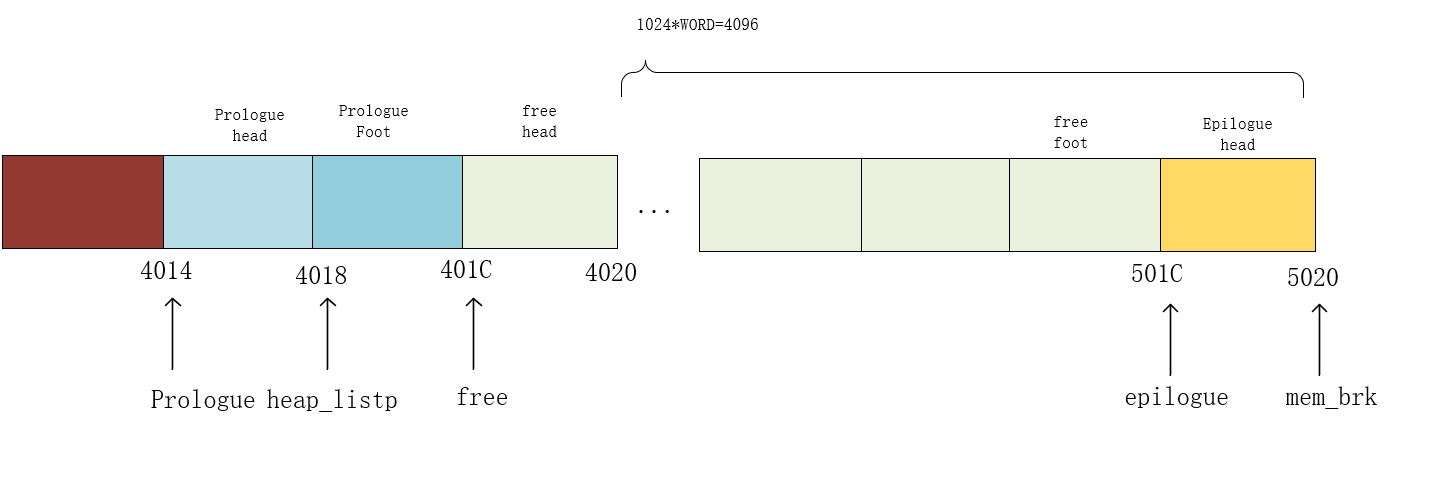 1024*WORD=4096
Prologue
head
Prologue
Foot
free
head
free
foot
Epilogue
head
...
4014
4018
401C
4020
501C
5020
Prologue
heap_listp
free
epilogue
mem_brk